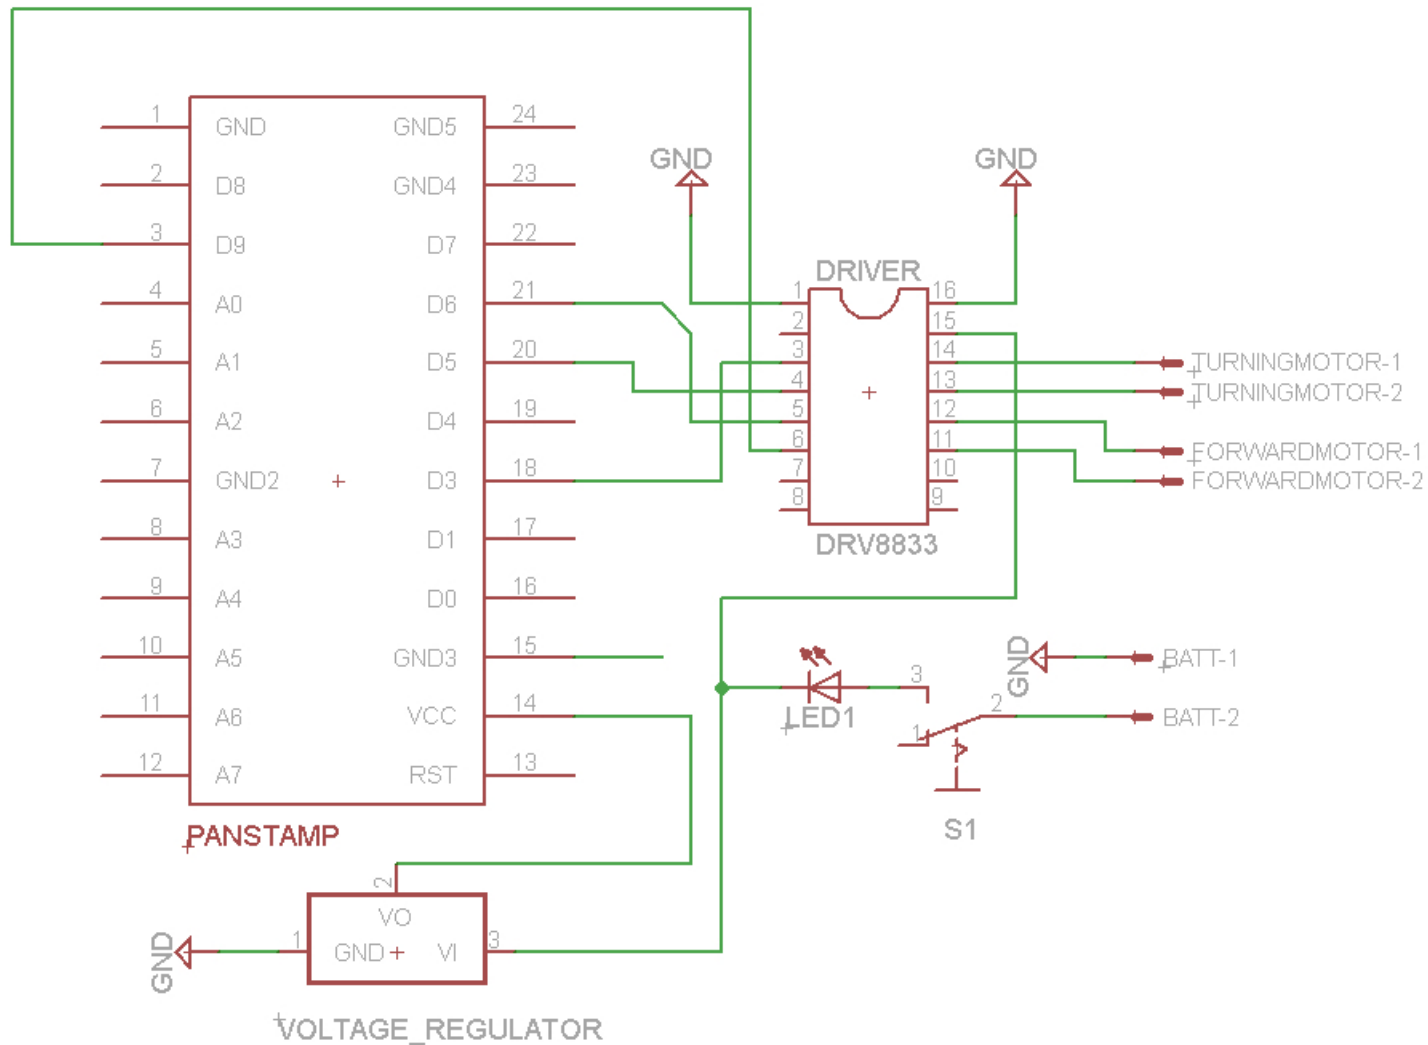 1 GND GND5 24
2 D8 GND4 23
3 D9 D7 22
4 A0 D6 21
5 A1 D5 20
6 A2 D4 19
7 GND2 D3 18
8 A3 D1 17
9 A4 D0 16
10 A5 GND3 15
11 A6 VCC 14
12 A7 RST 13
PANSTAMP
GND
GND
DRIVER
1 16
2 15
3 14
4 13
5 12
6 11
7 10
8 9
DRV8833
TURNINGMOTOR-1
TURNINGMOTOR-2
FORWARDMOTOR-1
FORWARDMOTOR-2
GND
BATT-1
BATT-2
LED1
3
2
1
S1
2
VO
GND
1 GND VI 3
VOLTAGE_REGULATOR